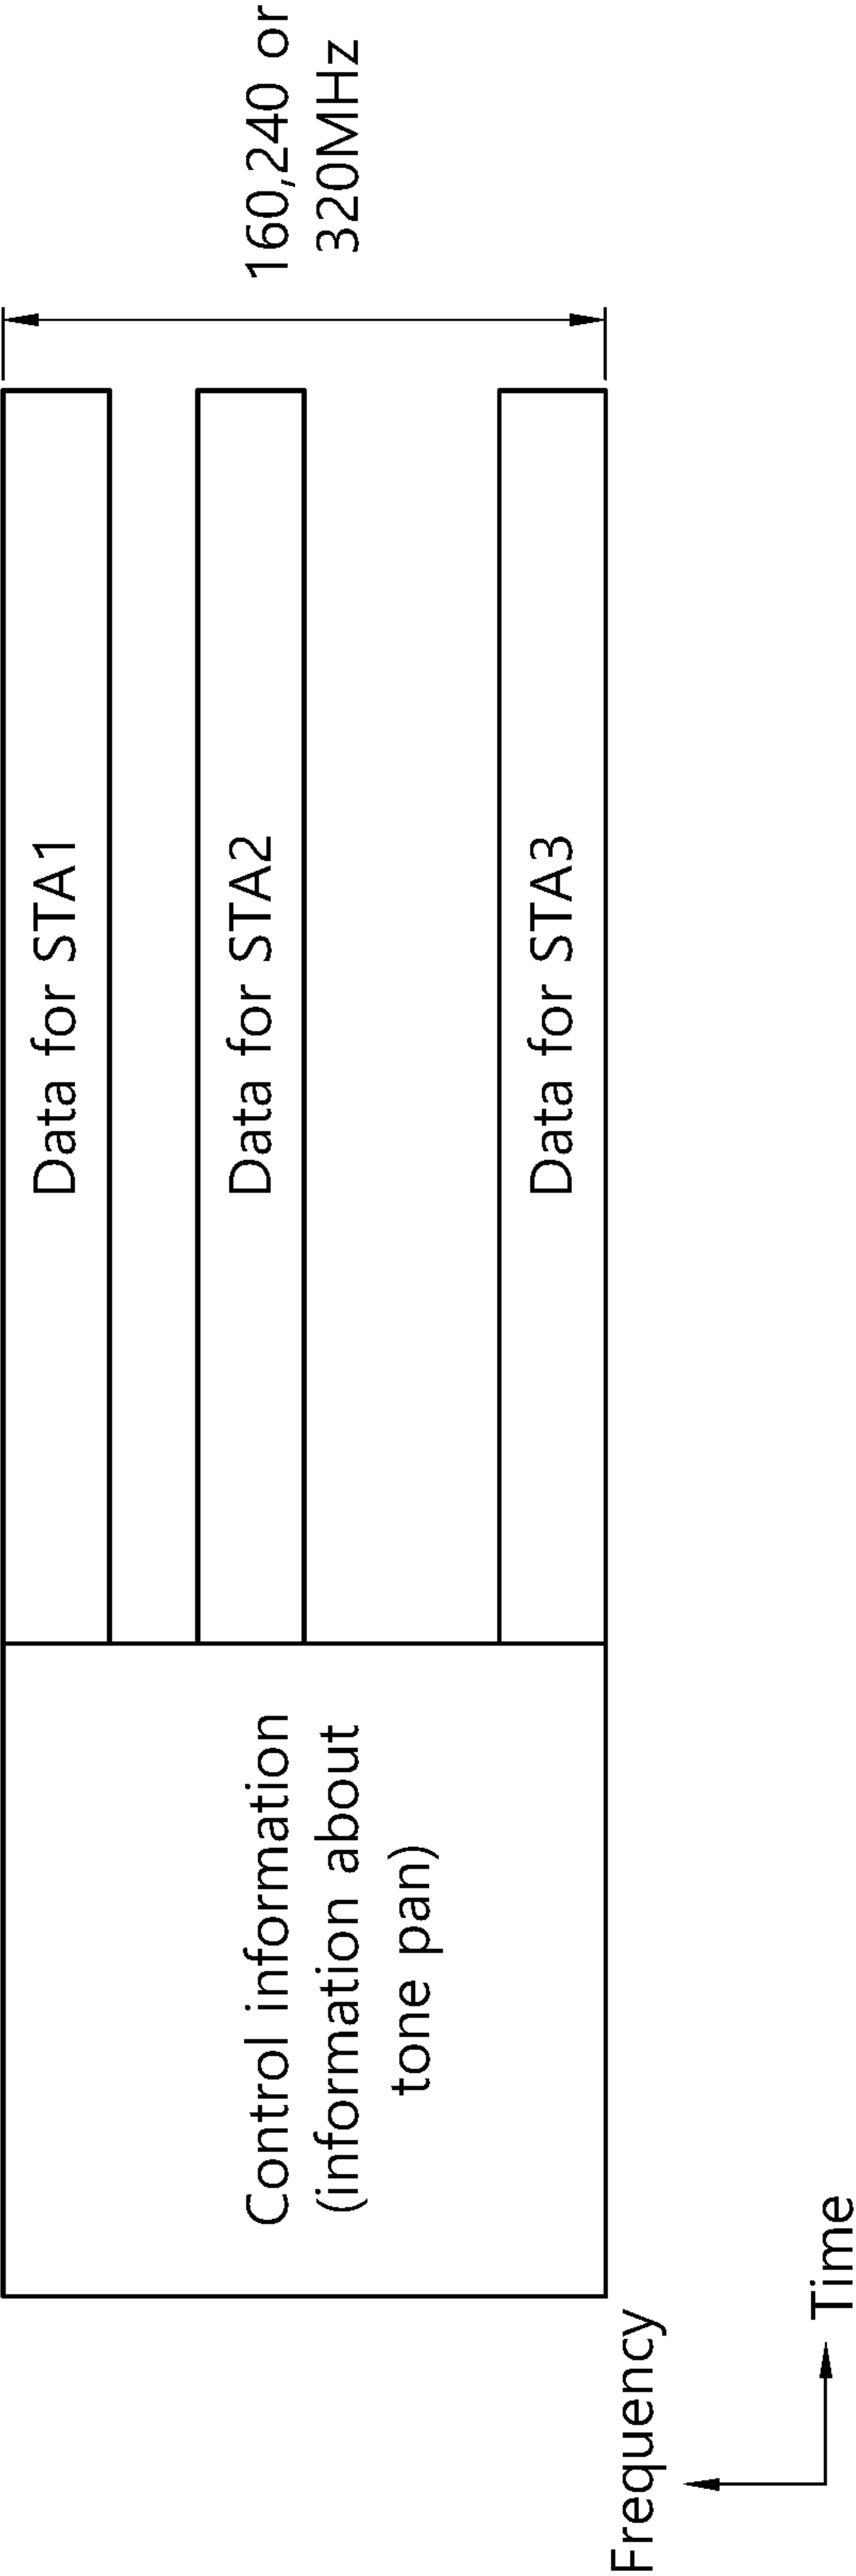 160,240 or
320MHz
Data for STA1
Data for STA2
Data for STA3
Control information
(information about
tone pan)
Frequency
Time